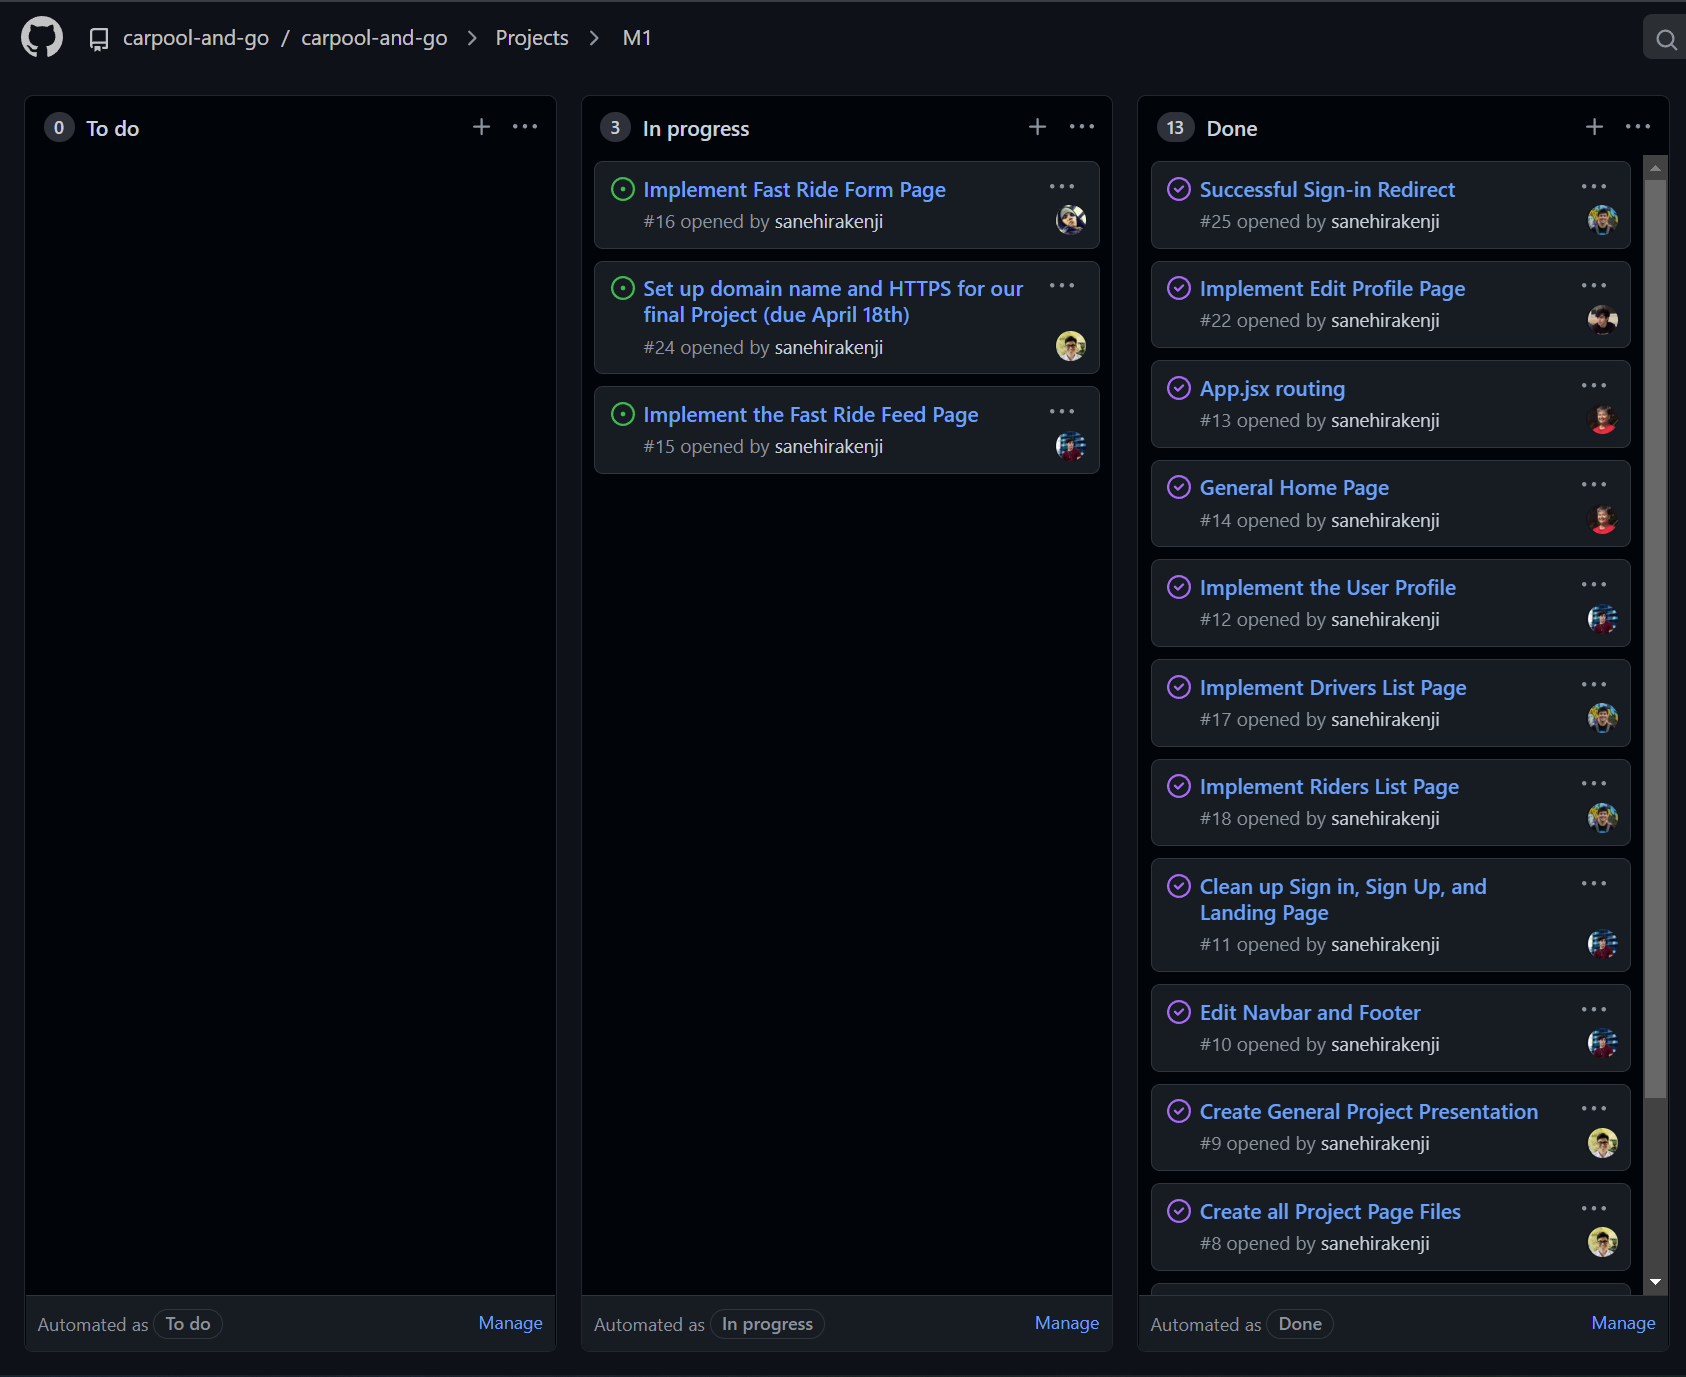 carpool-and-go / carpool-and-go > Projects > M1
0 To do
3 In progress
Implement Fast Ride Form Page
#16 opened by sanehirakenji
Set up domain name and HTTPS for our
final Project (due April 18th)
#24 opened by sanehirakenji
Implement the Fast Ride Feed Page
#15 opened by sanehirakenji
13 Done
Successful Sign-in Redirect
#25 opened by sanehirakenji
Implement Edit Profile Page
#22 opened by sanehirakenji
App.jsx routing
#13 opened by sanehirakenji
General Home Page
#14 opened by sanehirakenji
Implement the User Profile
#12 opened by sanehirakenji
Implement Drivers List Page
#17 opened by sanehirakenji
Implement Riders List Page
#18 opened by sanehirakenji
Clean up Sign in, Sign Up, and
Landing Page
#11 opened by sanehirakenji
Edit Navbar and Footer
#10 opened by sanehirakenji
Create General Project Presentation
#9 opened by sanehirakenji
Create all Project Page Files
#8 opened by sanehirakenji
Automated as To do Manage
Automated as In progress Manage
Automated as Done Manage